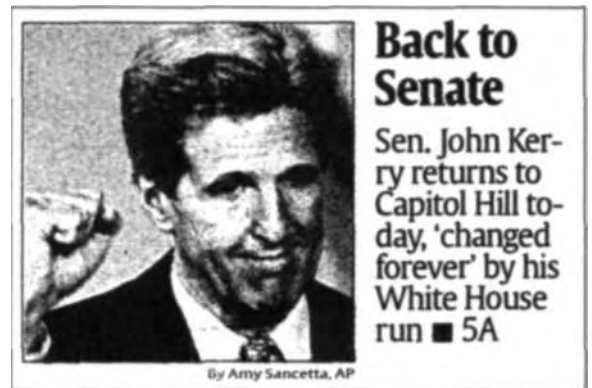 Back to
Senate
Sen. John Ker-
ry returns to
Capitol Hill to-
day, 'changed
forever' by his
White House
run ■ 5A
By Amy Sancetta, AP